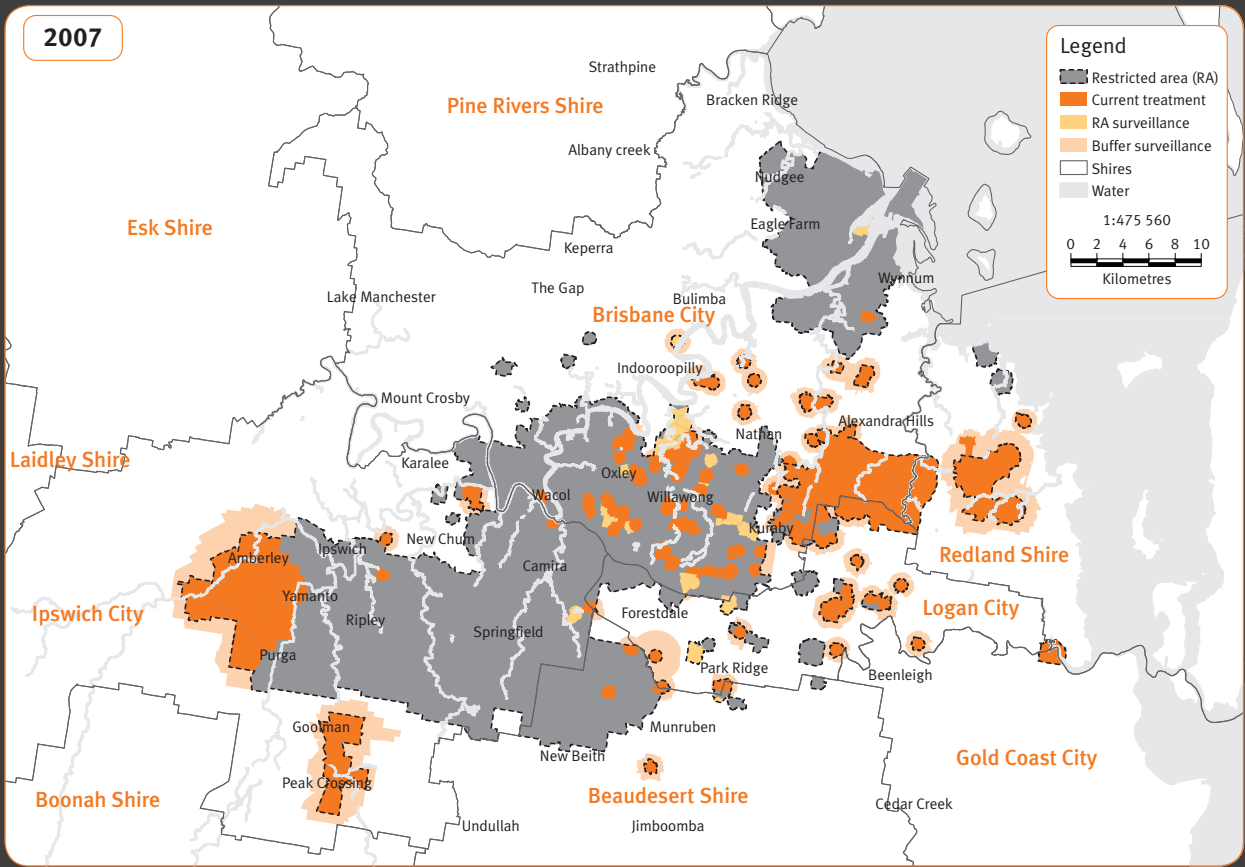 2007
Legend
Restricted area (RA)
Current treatment
RA surveillance
Buffer surveillance
Shires
Water
1:475 560
0 2 4 6 8 10
Kilometres
Strathpine
Pine Rivers Shire
Bracken Ridge
Albany creek
Nudgee
Esk Shire
Eagle Farm
Keperra
Wynnum
The Gap
Lake Manchester
Bulimba
Brisbane City
Indooroopilly
Mount Crosby
Alexandra Hills
Nathan
Laidley Shire
Karalee
Oxley
Wacol
Willawong
Kuraby
New Chum
Ipswich
Amberley
Redland Shire
Camira
Yamanto
Ipswich City
Forestdale
Logan City
Ripley
Springfield
Purga
Park Ridge
Beenleigh
Goolman
Munruben
New Beith
Gold Coast City
Peak Crossing
Boonah Shire
Beaudesert Shire
Cedar Creek
Undullah
Jimboomba